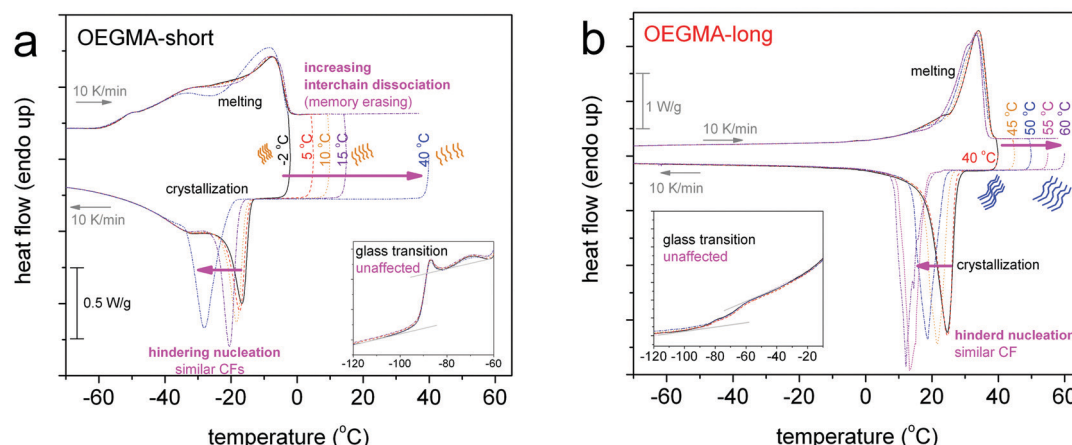 a
OEGMA-short
heat flow (endo up)
10 K/min
melting
increasing
interchain dissociation
(memory erasing)
-2 °C
5 °C
10 °C
15 °C
40 °C
crystallization
10 K/min
0.5 W/g
hindering nucleation
similar CFs
glass transition
unaffected
-120 -100 -80 -60
-60 -40 -20 0 20 40 60
temperature (°C)
b
OEGMA-long
heat flow (endo up)
1 W/g
melting
10 K/min
45 °C
50 °C
55 °C
60 °C
40 °C
10 K/min
glass transition
unaffected
-120 -100 -80 -60 -40 -20
crystallization
hinderd nucleation
similar CF
-60 -40 -20 0 20 40 60
temperature (°C)